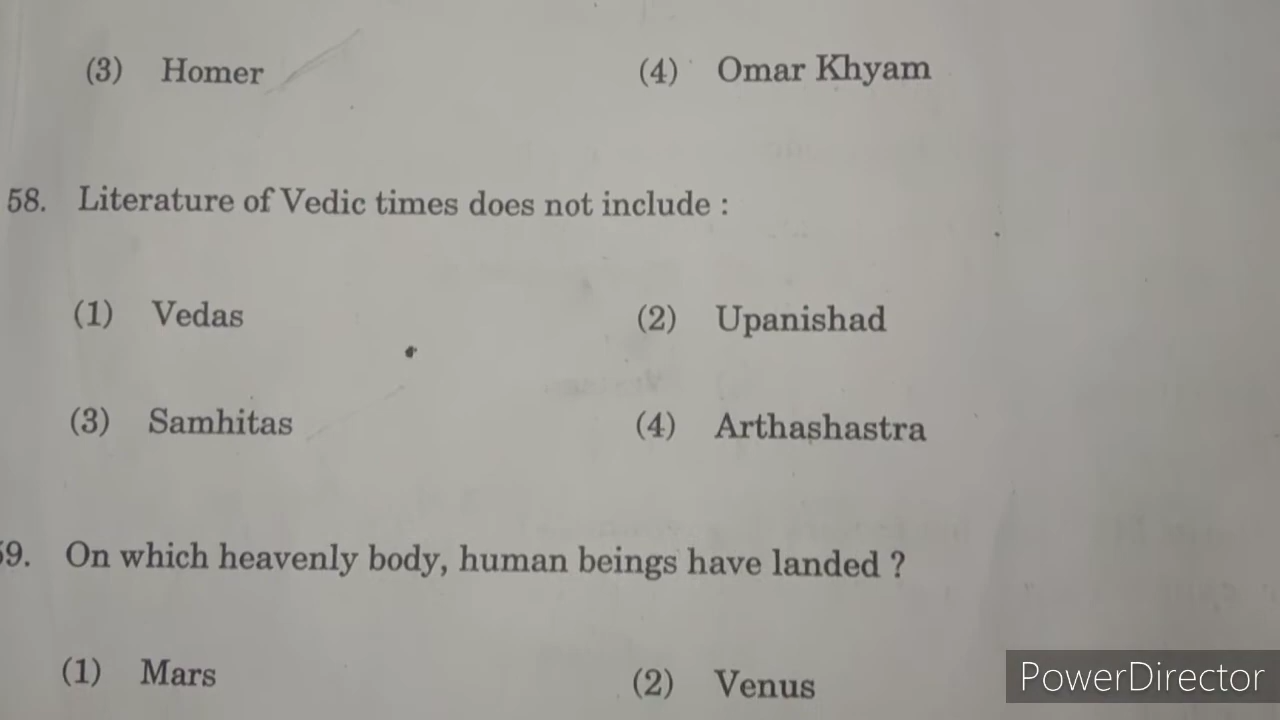 (3) Homer (4) Omar Khyam
58. Literature of Vedic times does not include :
(1) Vedas (2) Upanishad
(3) Samhitas (4) Arthashastra
59. On which heavenly body, human beings have landed ?
(1) Mars (2) Venus
PowerDirector